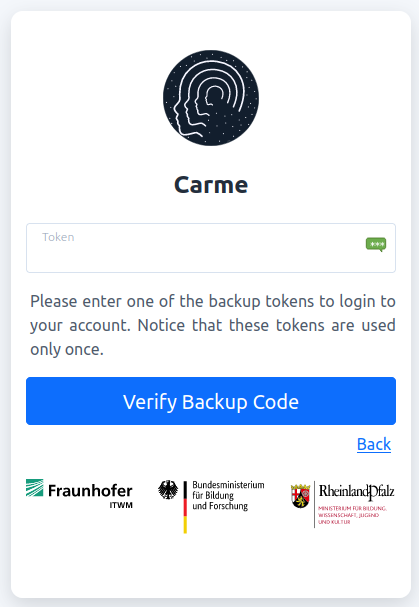 Carme
Token
***
Please enter one of the backup tokens to login to
your account. Notice that these tokens are used
only once.
Verify Backup Code
Back
Fraunhofer
ITWM
Bundesministerium
für Bildung
und Forschung
RheinlandPfalz
MINISTERIUM FÜR BILDUNG,
WISSENSCHAFT, JUGEND
UND KULTUR